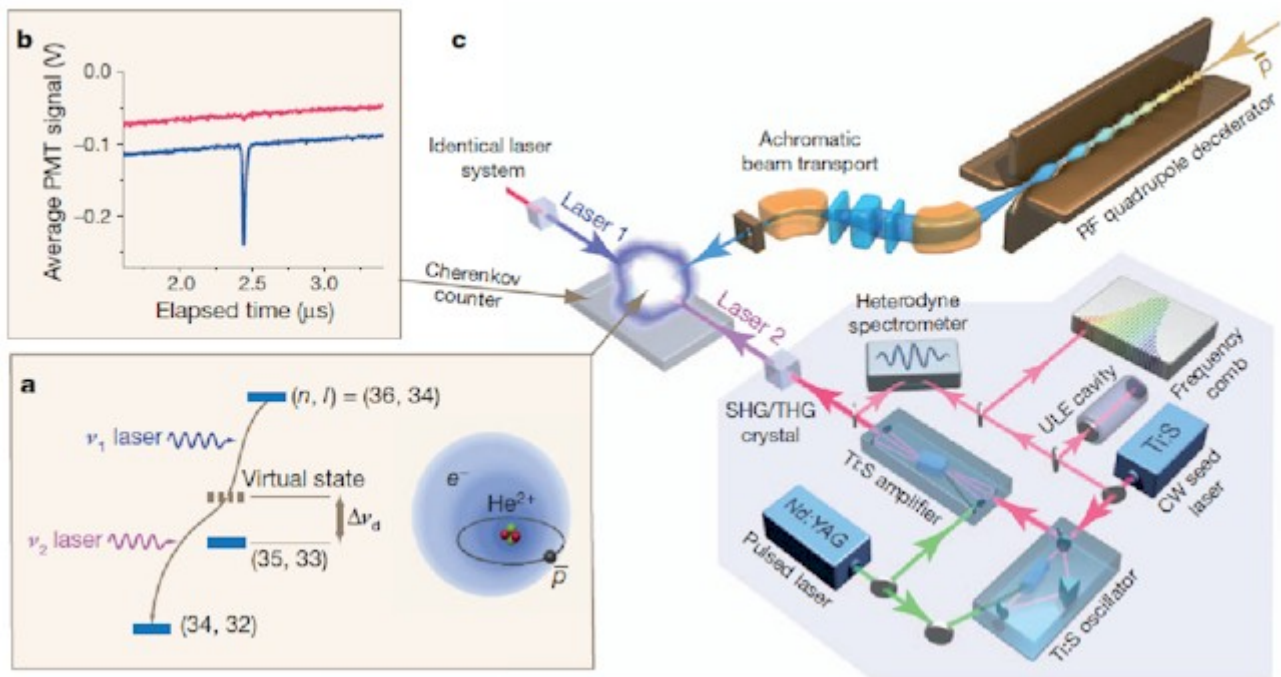 b
Average PMT signal (V)
0.0
−0.1
−0.2
2.0
2.5
3.0
Elapsed time (μs)
c
p̅
RF quadrupole decelerator
Achromatic
beam transport
Identical laser
system
Laser 1
Cherenkov
counter
Laser 2
Heterodyne
spectrometer
Frequency
comb
ULE cavity
SHG/THG
crystal
Ti:S
CW seed
laser
Ti:S amplifier
Nd:YAG
Pulsed laser
Ti:S oscillator
a
(n, l) = (36, 34)
ν1 laser
Virtual state
Δνd
ν2 laser
(35, 33)
(34, 32)
e−
He2+
p̅